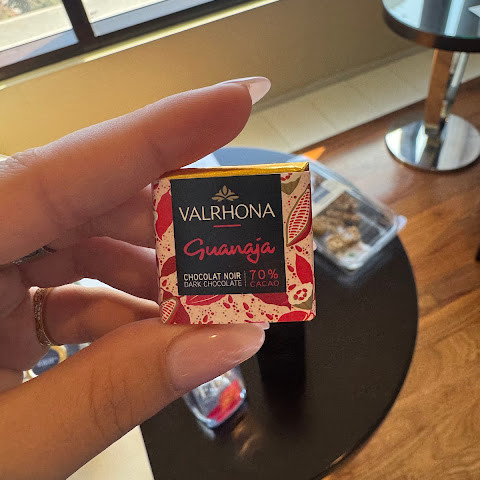 VALRHONA
Guanaja
CHOCOLAT NOIR
DARK CHOCOLATE
70%
CACAO